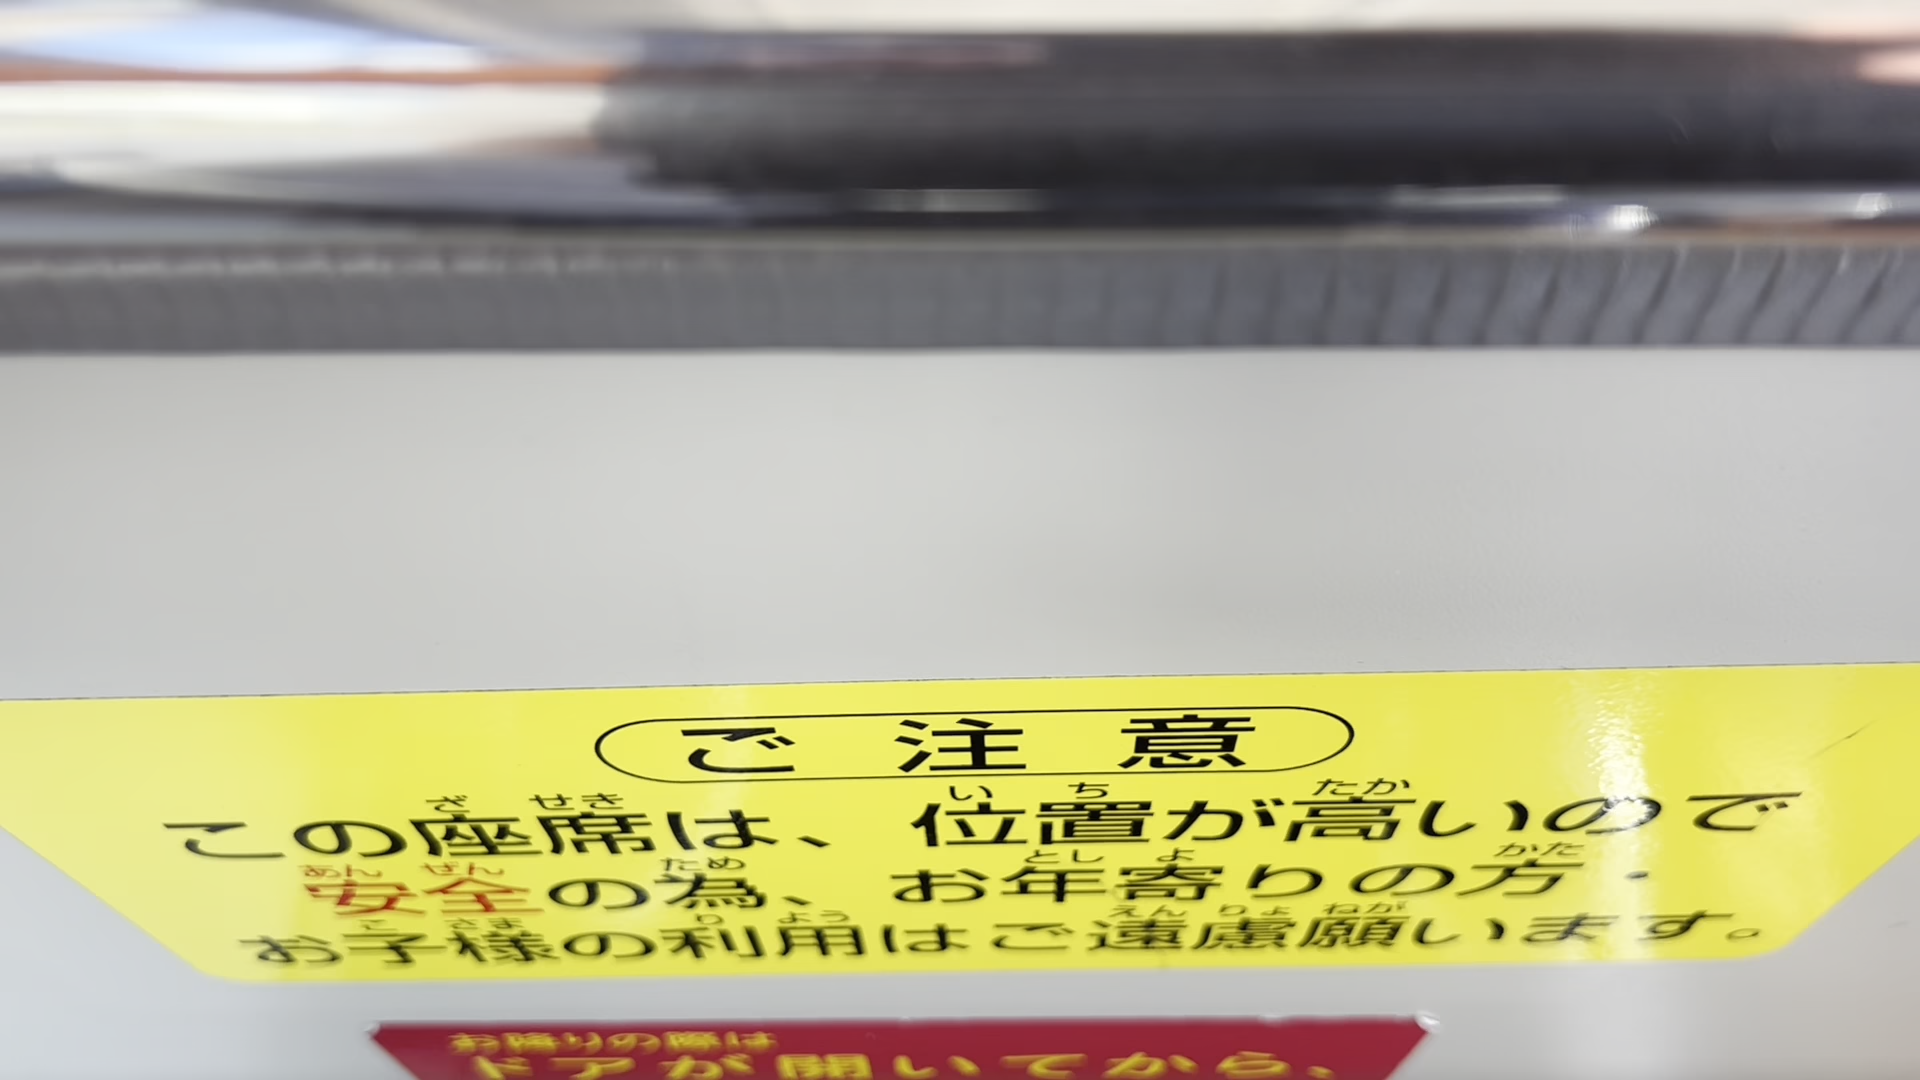 ご注意
この座席は、位置が高いので
安全の為、お年寄りの方・
お子様の利用はご遠慮願います。
お降りの際は
ドアが開いてから、